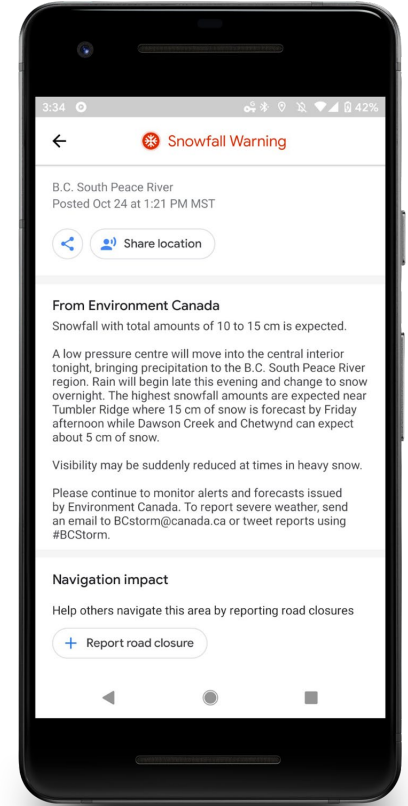 3:34 42%
Snowfall Warning
B.C. South Peace River
Posted Oct 24 at 1:21 PM MST
Share location
From Environment Canada
Snowfall with total amounts of 10 to 15 cm is expected.
A low pressure centre will move into the central interior
tonight, bringing precipitation to the B.C. South Peace River
region. Rain will begin late this evening and change to snow
overnight. The highest snowfall amounts are expected near
Tumbler Ridge where 15 cm of snow is forecast by Friday
afternoon while Dawson Creek and Chetwynd can expect
about 5 cm of snow.
Visibility may be suddenly reduced at times in heavy snow.
Please continue to monitor alerts and forecasts issued
by Environment Canada. To report severe weather, send
an email to BCstorm@canada.ca or tweet reports using
#BCStorm.
Navigation impact
Help others navigate this area by reporting road closures
+ Report road closure